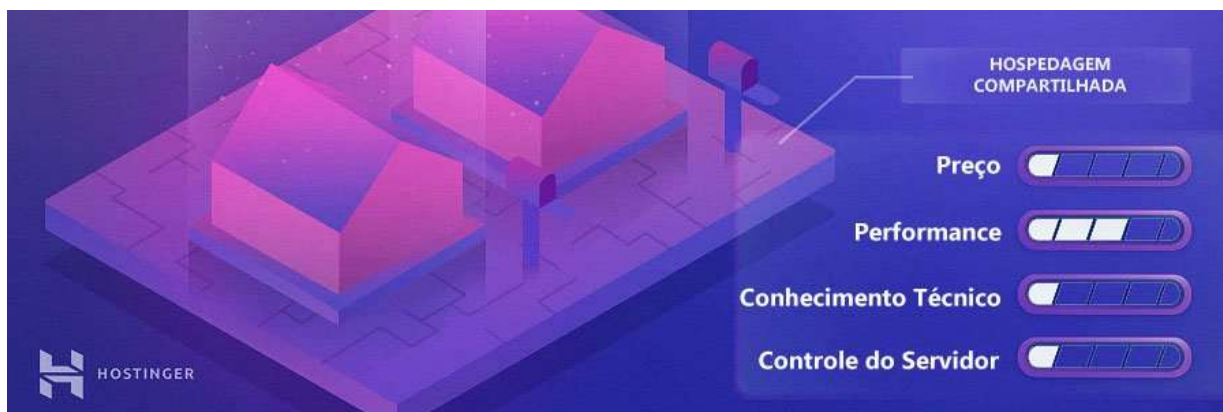 HOSPEDAGEM
COMPARTILHADA
Preço
Performance
Conhecimento Técnico
Controle do Servidor
HOSTINGER